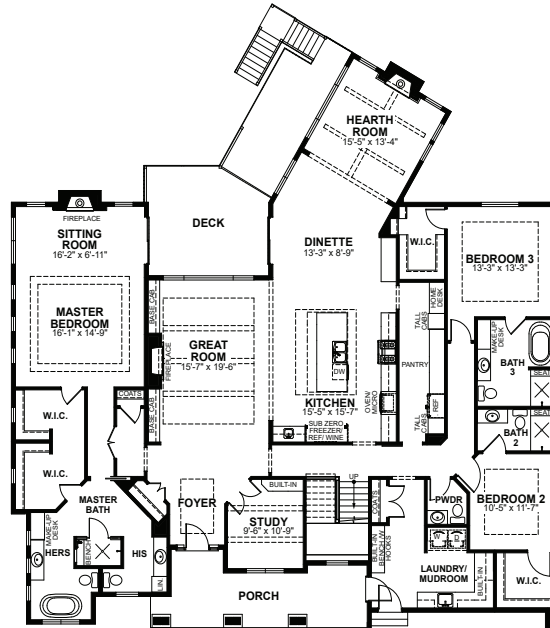 HEARTH
ROOM
15'-5" x 13'-4"
DECK
FIREPLACE
SITTING
ROOM
16'-2" x 6'-11"
DINETTE
13'-3" x 8'-9"
W.I.C.
BEDROOM 3
13'-3" x 13'-3"
MASTER
BEDROOM
16'-1" x 14'-9"
BASE CAB.
GREAT
ROOM
15'-7" x 19'-6"
FIREPLACE
BASE CAB
DW
KITCHEN
15'-5" x 15'-7"
OVEN/
MICRO
SUB ZERO
FREEZER/
REF/ WINE
TALL
CABS
HOME
DESK
PANTRY
REF
TALL
CABS
MAKE-UP
DESK
BATH
3
SEAT
SEAT
BATH
2
COATS
W.I.C.
W.I.C.
MASTER
BATH
MAKE-UP
DESK
HERS
BENCH
HIS
LIN.
FOYER
BUILT-IN
STUDY
9'-6" x 10'-9"
UP
COATS
PWDR
BEDROOM 2
10'-5" x 11'-7"
BUILT-IN
BENCH W/
HOOKS
W
D
LAUNDRY/
MUDROOM
BUILT-IN
W.I.C.
PORCH